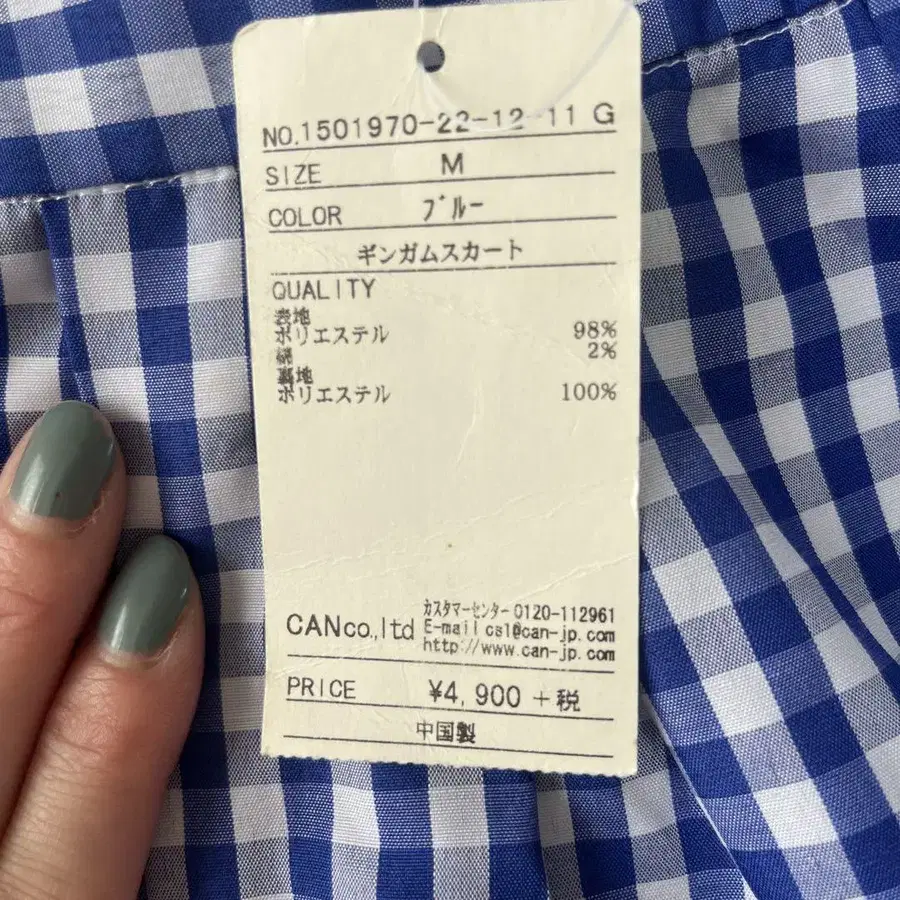 NO.1501970-22-12-11 G
SIZE M
COLOR ブルー
ギンガムスカート
QUALITY
表地
ポリエステル 98%
綿 2%
裏地
ポリエステル 100%
CANco.,ltd
カスタマーセンター 0120-112961
E-mail cs1@can-jp.com
http://www.can-jp.com
PRICE ¥4,900 +税
中国製